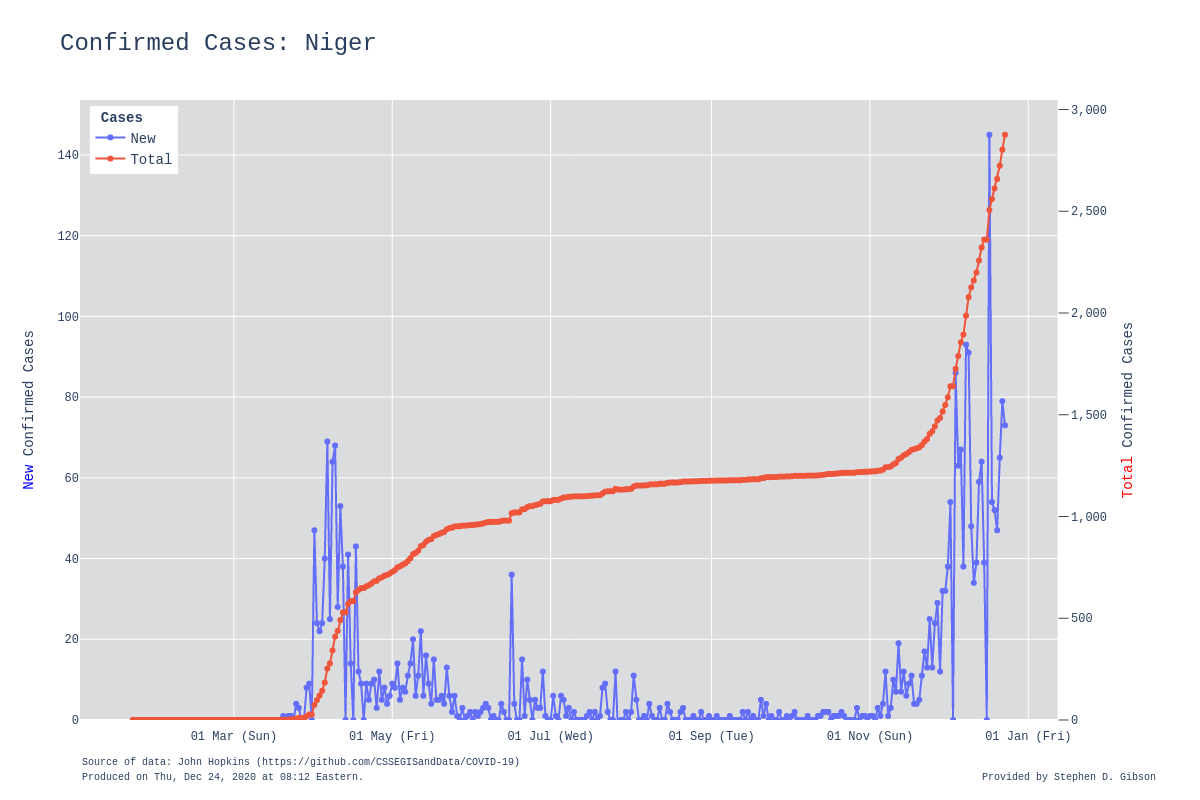 Confirmed Cases: Niger
Cases
New
Total
3,000
140
2,500
120
100
2,000
80
1,500
60
1,000
40
500
20
0
0
New Confirmed Cases
Total Confirmed Cases
01 Mar (Sun)
01 May (Fri)
01 Jul (Wed)
01 Sep (Tue)
01 Nov (Sun)
01 Jan (Fri)
Source of data: John Hopkins (https://github.com/CSSEGISandData/COVID-19)
Produced on Thu, Dec 24, 2020 at 08:12 Eastern.
Provided by Stephen D. Gibson